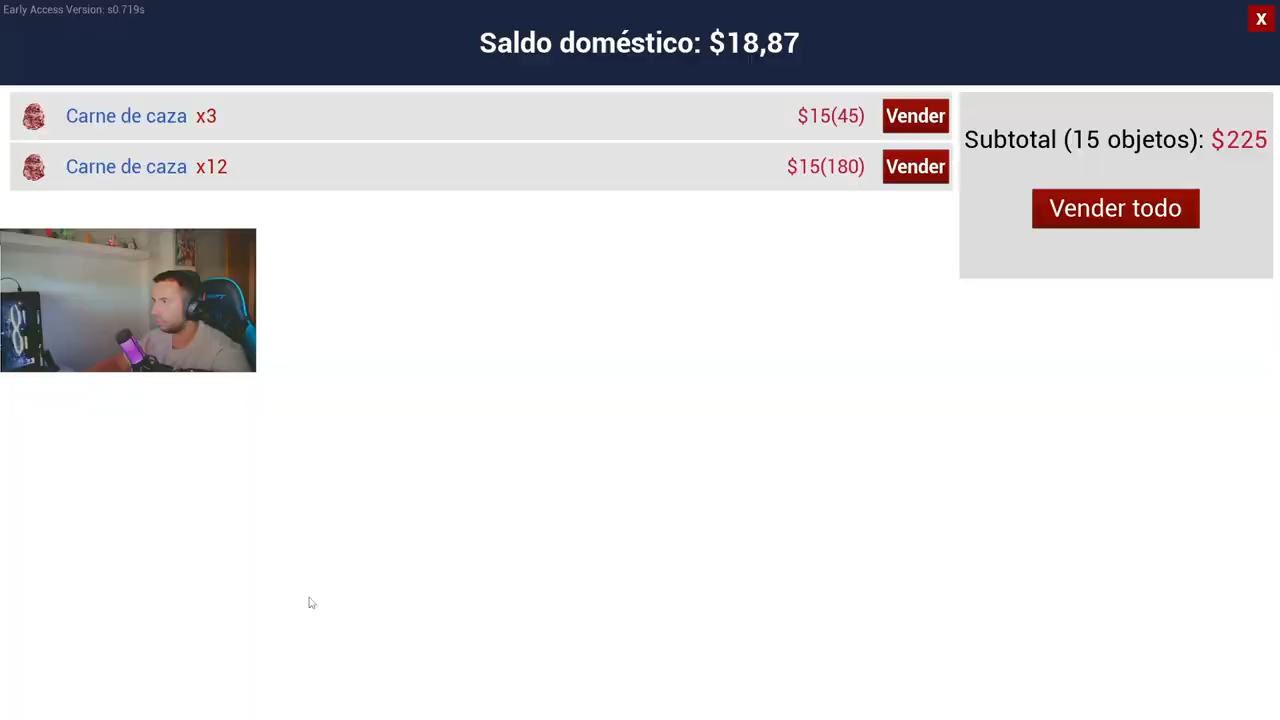 Early Access Version: s0.719s
X
Saldo doméstico: $18,87
Carne de caza x3 $15(45) Vender
Carne de caza x12 $15(180) Vender
Subtotal (15 objetos): $225
Vender todo